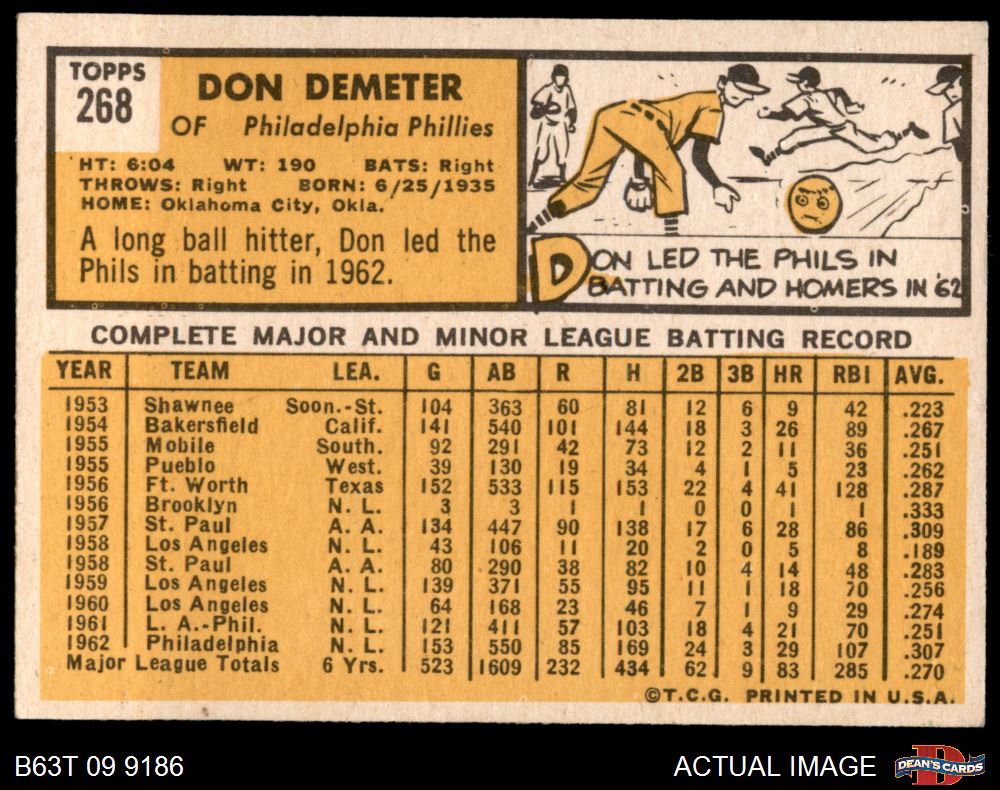 TOPPS
268
DON DEMETER
OF Philadelphia Phillies
HT: 6:04 WT: 190 BATS: Right
THROWS: Right BORN: 6/25/1935
HOME: Oklahoma City, Okla.
A long ball hitter, Don led the
Phils in batting in 1962.
DON LED THE PHILS IN
BATTING AND HOMERS IN '62
COMPLETE MAJOR AND MINOR LEAGUE BATTING RECORD
YEAR TEAM LEA. G AB R H 2B 3B HR RBI AVG.
1953 Shawnee Soon.-St. 104 363 60 81 12 6 9 42 .223
1954 Bakersfield Calif. 141 540 101 144 18 3 26 89 .267
1955 Mobile South. 92 291 42 73 12 2 11 36 .251
1955 Pueblo West. 39 130 19 34 4 1 5 23 .262
1956 Ft. Worth Texas 152 533 115 153 22 4 41 128 .287
1956 Brooklyn N. L. 3 3 1 1 0 0 1 1 .333
1957 St. Paul A. A. 134 447 90 138 17 6 28 86 .309
1958 Los Angeles N. L. 43 106 11 20 2 0 5 8 .189
1958 St. Paul A. A. 80 290 38 82 10 4 14 48 .283
1959 Los Angeles N. L. 139 371 55 95 11 1 18 70 .256
1960 Los Angeles N. L. 64 168 23 46 7 1 9 29 .274
1961 L. A.-Phil. N. L. 121 411 57 103 18 4 21 70 .251
1962 Philadelphia N. L. 153 550 85 169 24 3 29 107 .307
Major League Totals 6 Yrs. 523 1609 232 434 62 9 83 285 .270
©T.C.G. PRINTED IN U.S.A.
B63T 09 9186
ACTUAL IMAGE
DEAN'S CARDS